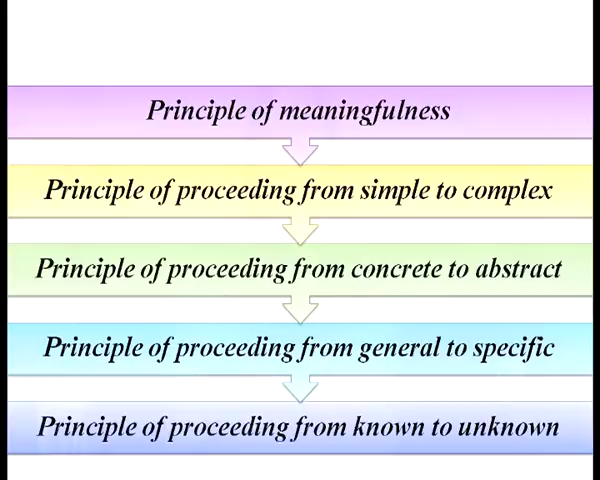 Principle of meaningfulness
Principle of proceeding from simple to complex
Principle of proceeding from concrete to abstract
Principle of proceeding from general to specific
Principle of proceeding from known to unknown